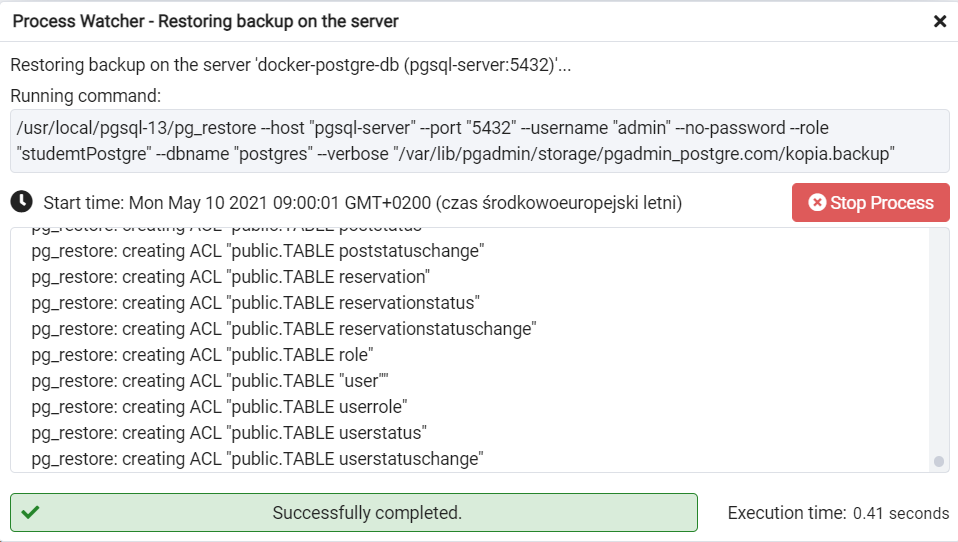 Process Watcher - Restoring backup on the server
Restoring backup on the server 'docker-postgre-db (pgsql-server:5432)'...
Running command:
/usr/local/pgsql-13/pg_restore --host "pgsql-server" --port "5432" --username "admin" --no-password --role
"studemtPostgre" --dbname "postgres" --verbose "/var/lib/pgadmin/storage/pgadmin_postgre.com/kopia.backup"
Start time: Mon May 10 2021 09:00:01 GMT+0200 (czas środkowoeuropejski letni)
Stop Process
pg_restore: creating ACL "public.TABLE poststatus"
pg_restore: creating ACL "public.TABLE poststatuschange"
pg_restore: creating ACL "public.TABLE reservation"
pg_restore: creating ACL "public.TABLE reservationstatus"
pg_restore: creating ACL "public.TABLE reservationstatuschange"
pg_restore: creating ACL "public.TABLE role"
pg_restore: creating ACL "public.TABLE "user""
pg_restore: creating ACL "public.TABLE userrole"
pg_restore: creating ACL "public.TABLE userstatus"
pg_restore: creating ACL "public.TABLE userstatuschange"
Successfully completed.
Execution time: 0.41 seconds